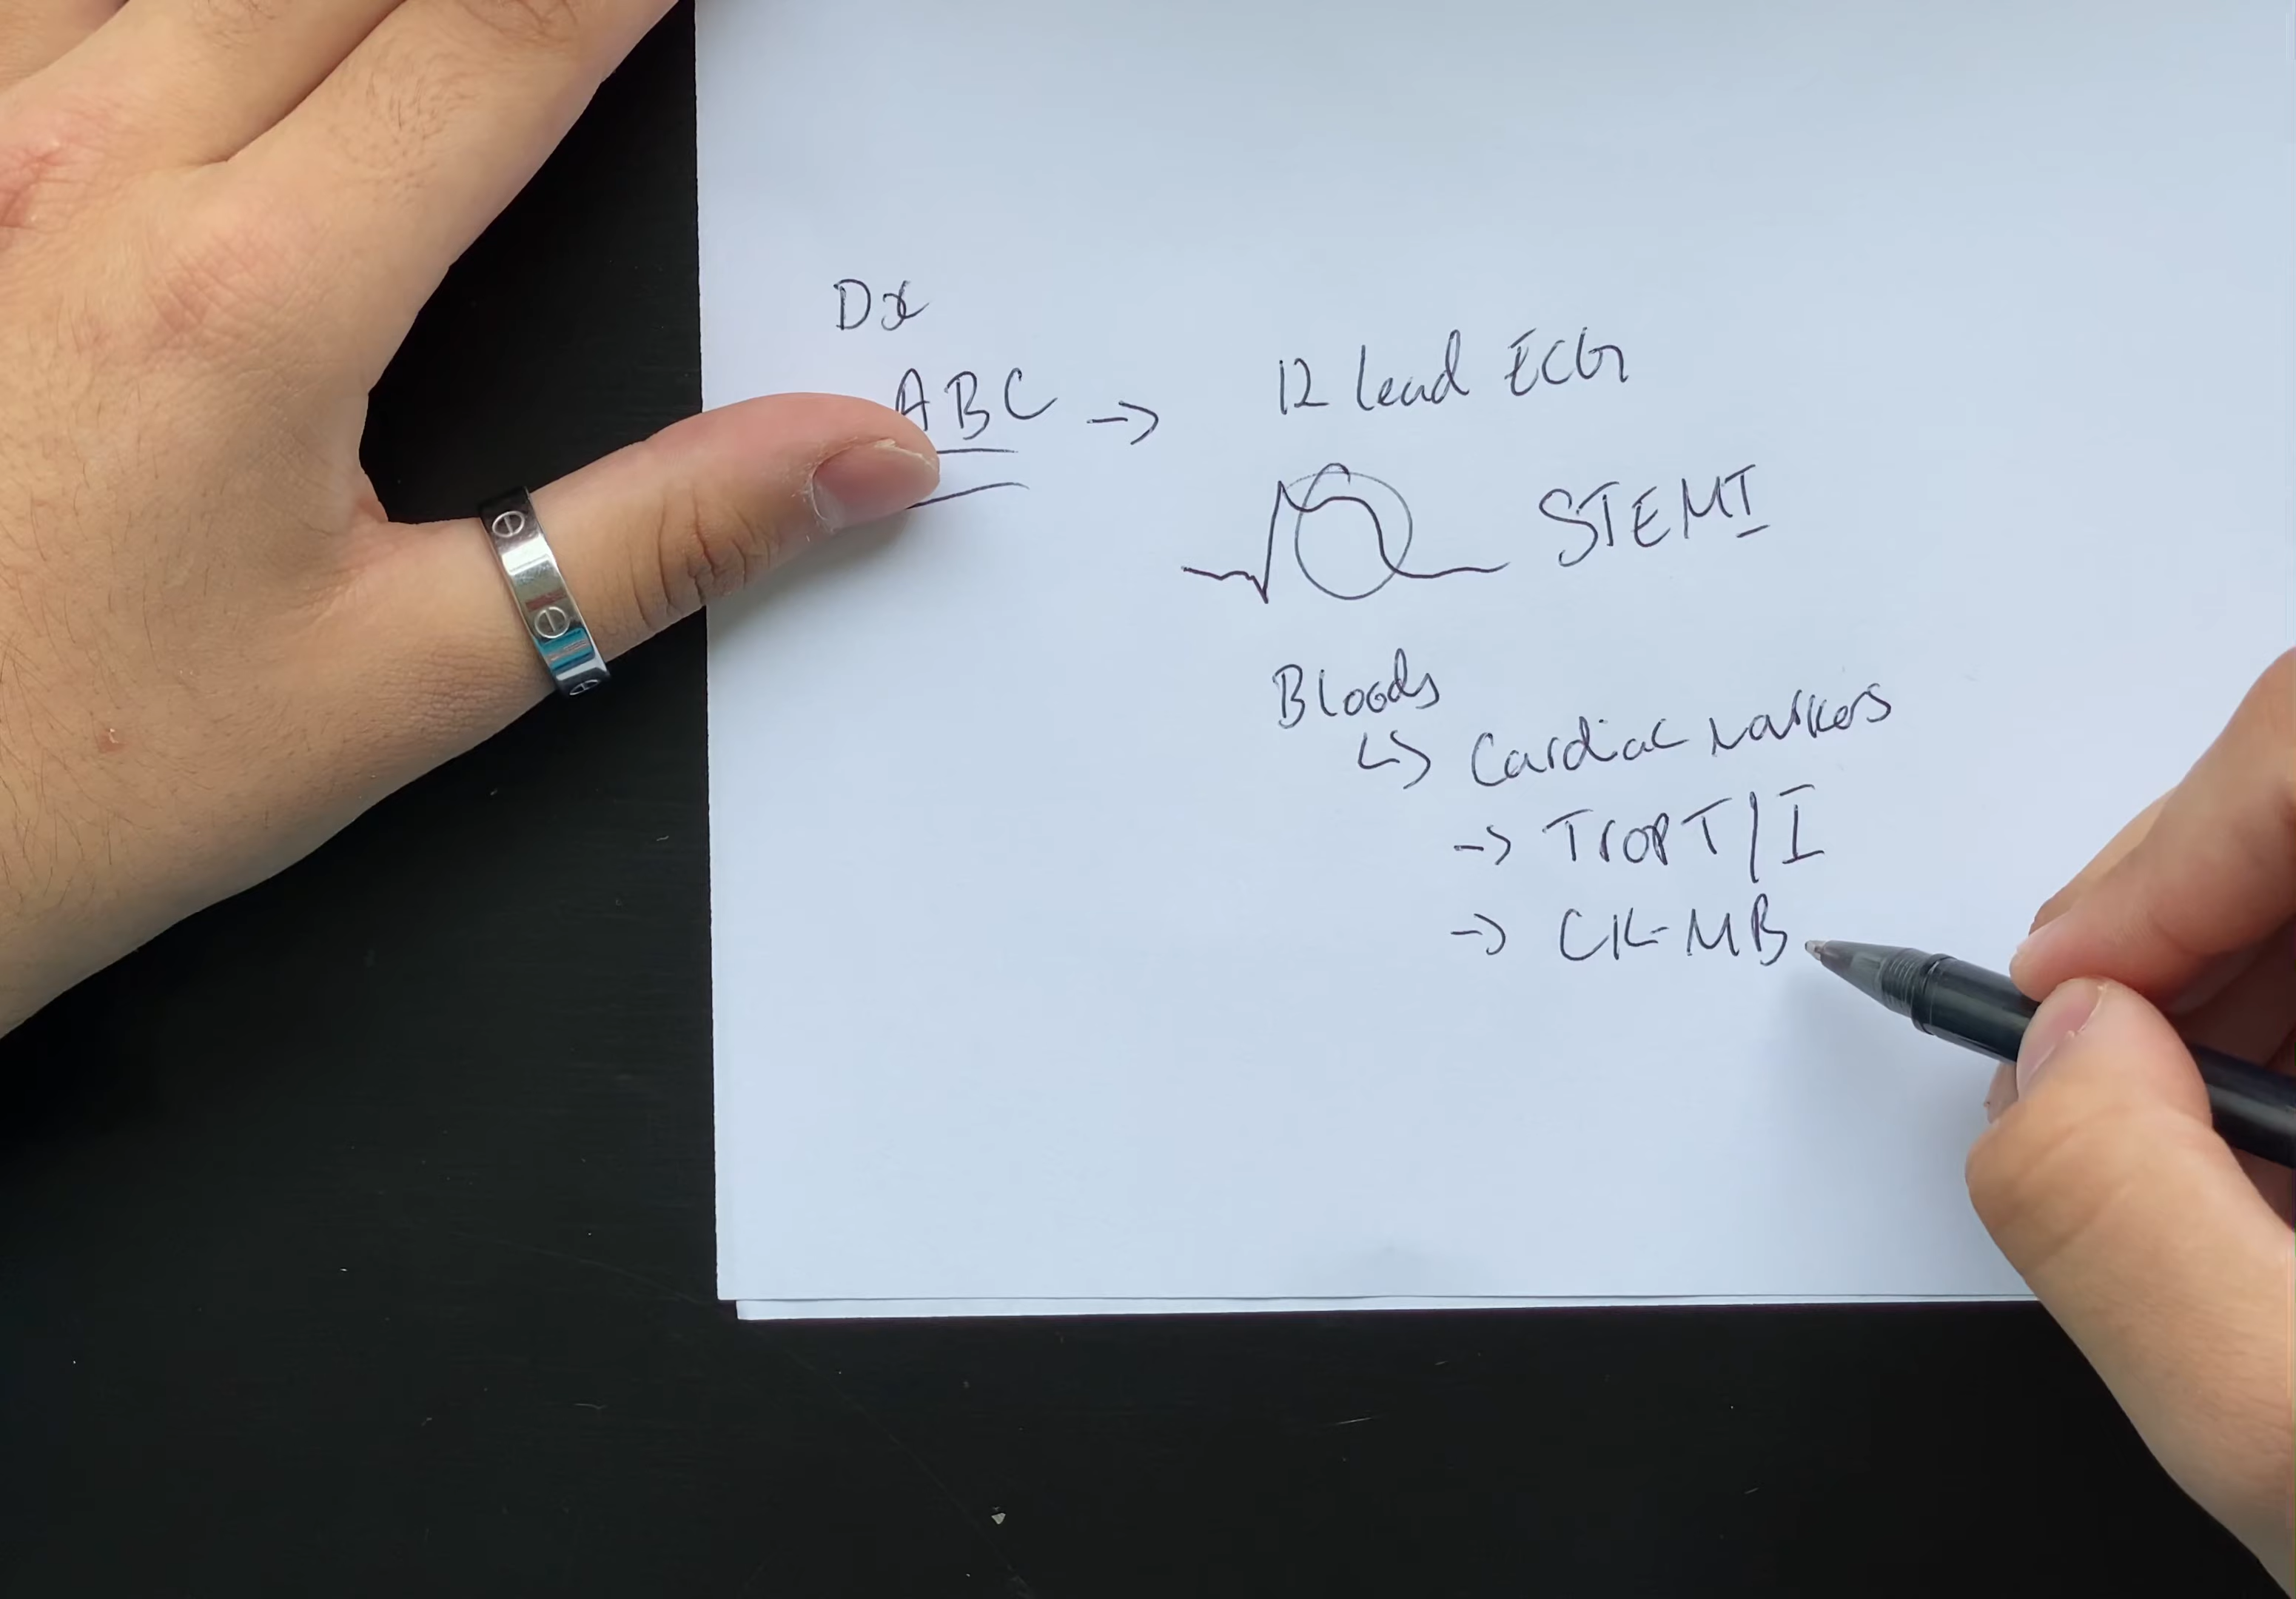 Dx
ABC → 12 lead ECG
STEMI
Bloods
↳ Cardiac markers
→ Trop T/I
→ CK-MB